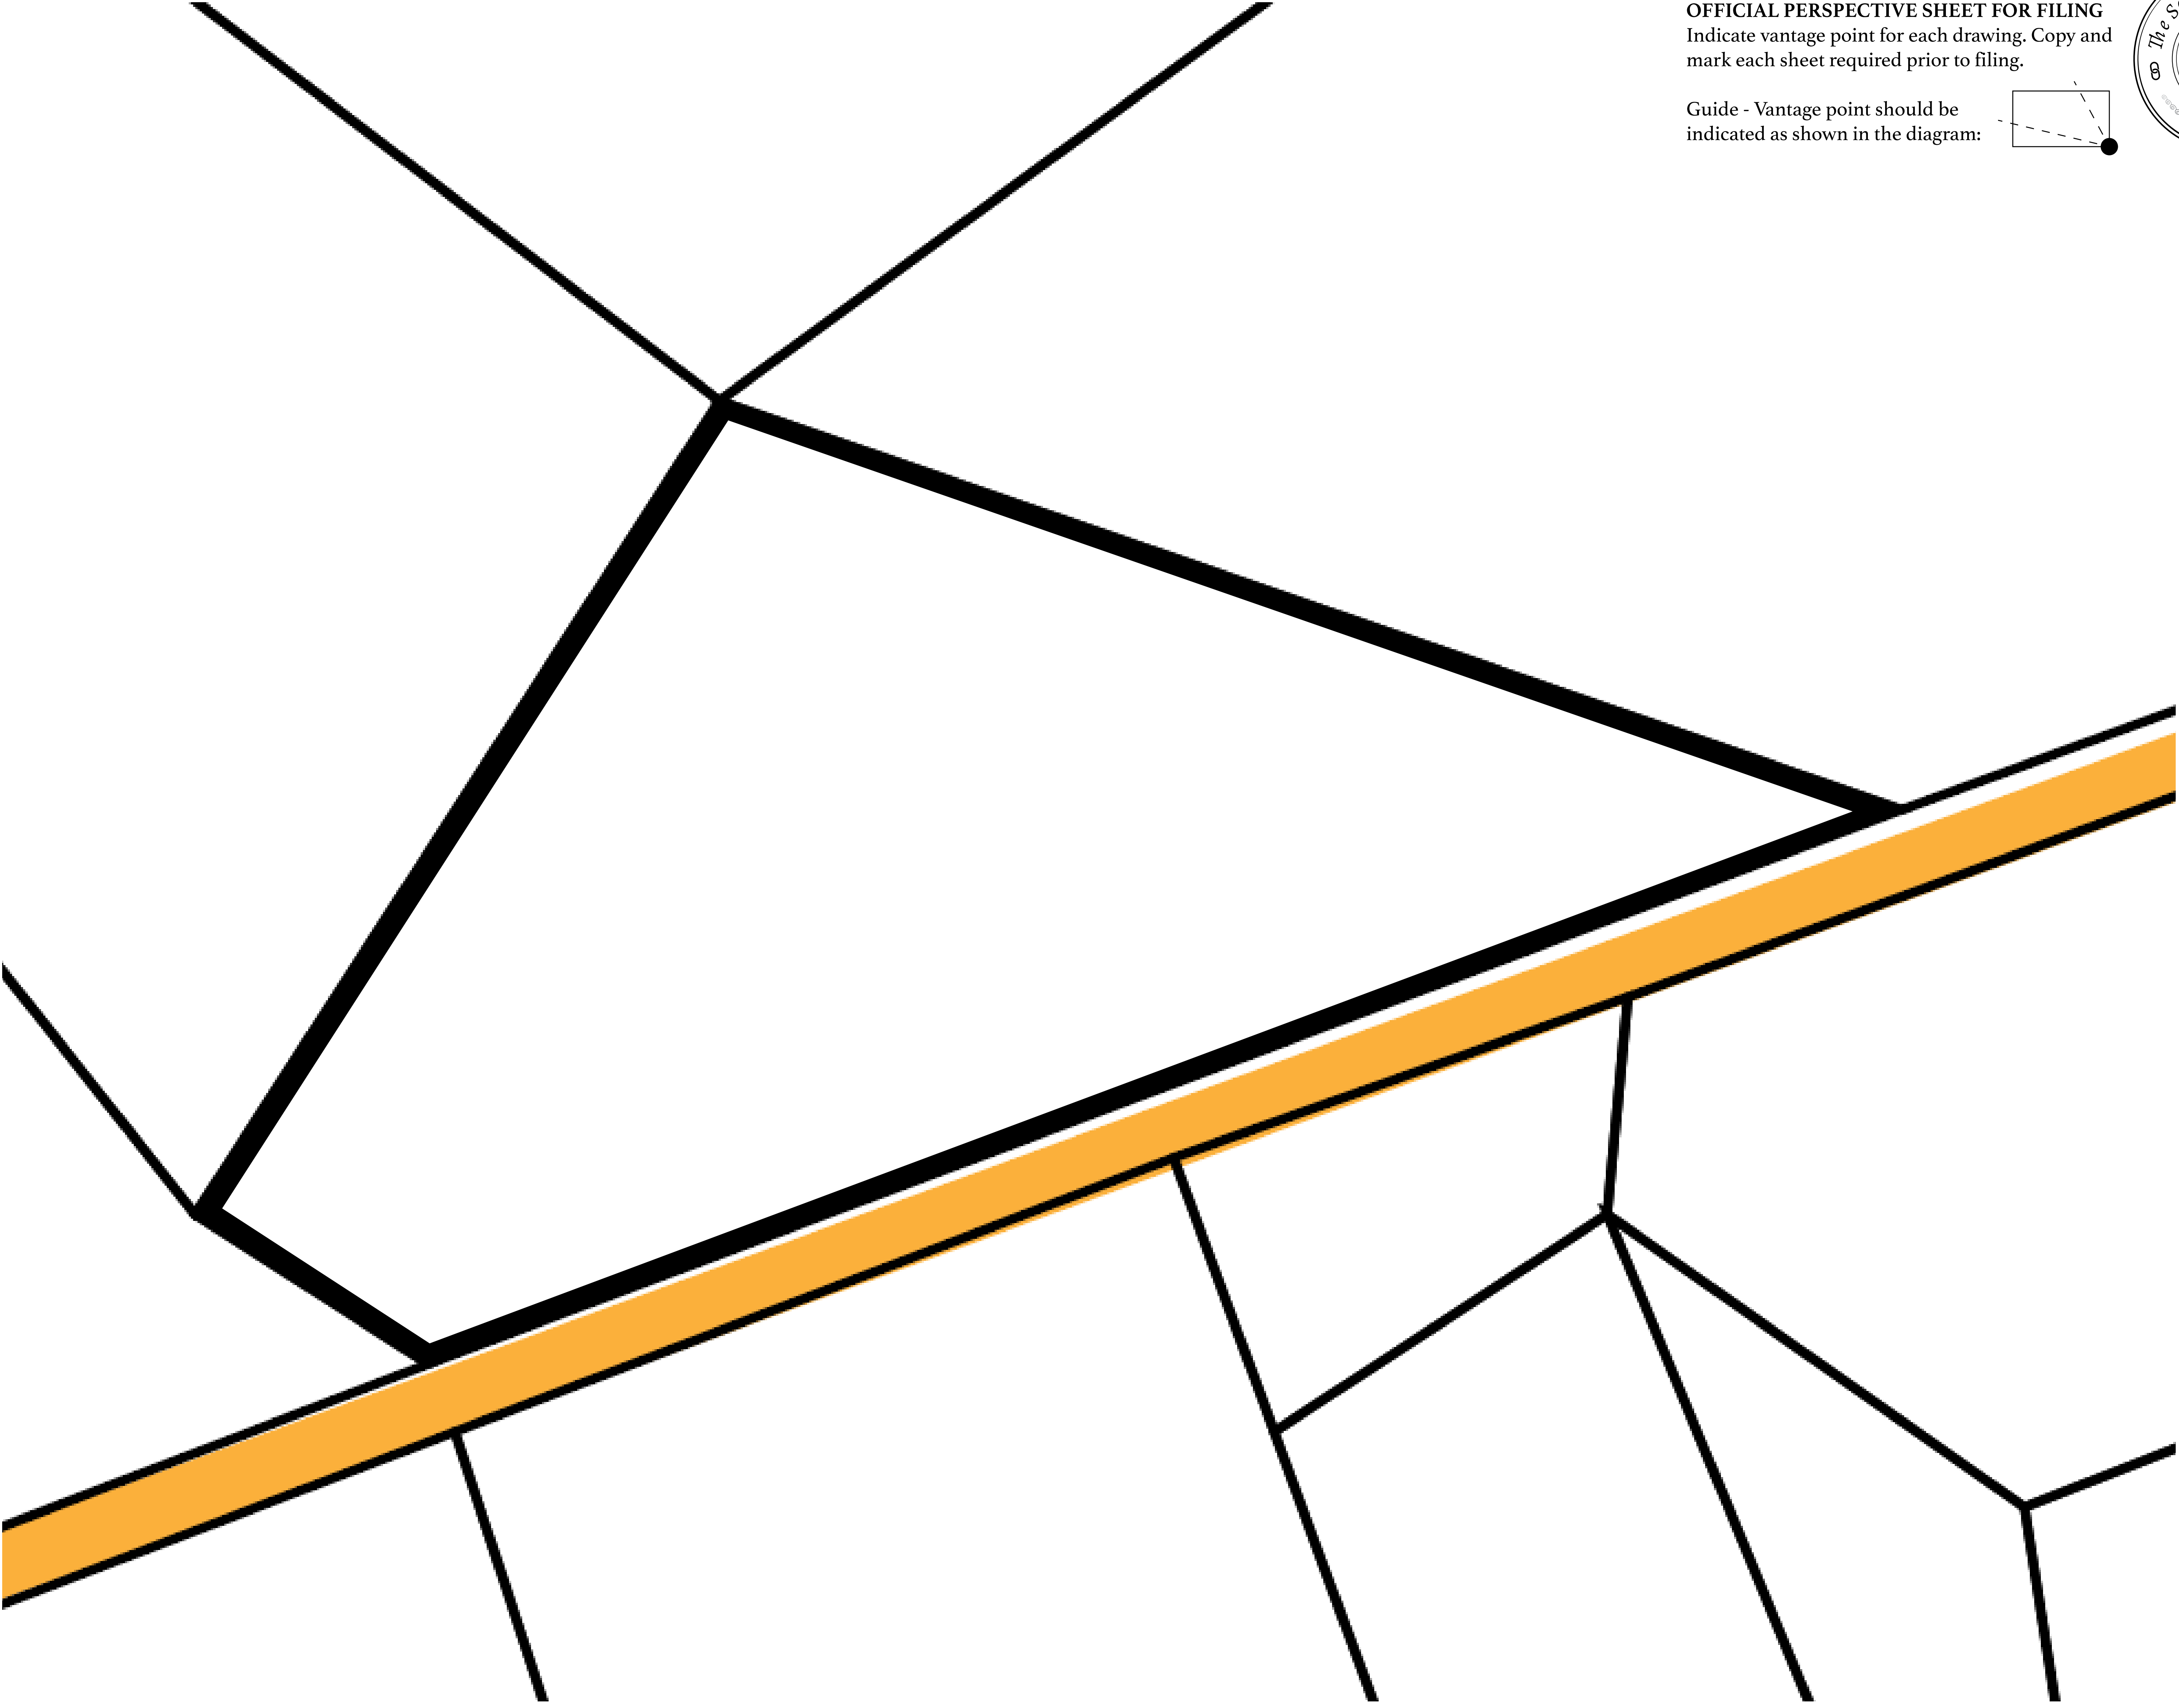 OFFICIAL PERSPECTIVE SHEET FOR FILING
Indicate vantage point for each drawing. Copy and
mark each sheet required prior to filing.
Guide - Vantage point should be
indicated as shown in the diagram:
The